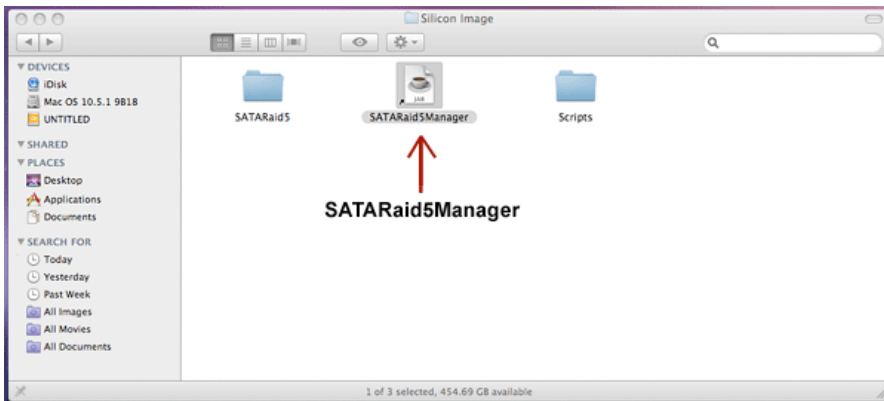 Silicon Image
DEVICES
iDisk
Mac OS 10.5.1 9B18
UNTITLED
SHARED
PLACES
Desktop
Applications
Documents
SEARCH FOR
Today
Yesterday
Past Week
All Images
All Movies
All Documents
JAR
SATARaid5
SATARaid5Manager
Scripts
SATARaid5Manager
1 of 3 selected, 454.69 GB available